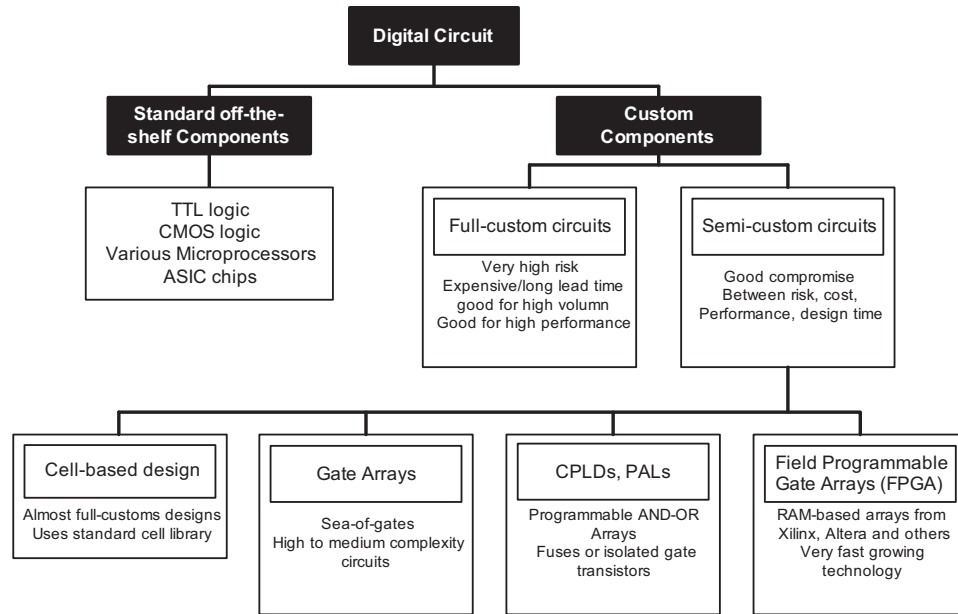 Digital Circuit
Standard off-the-
shelf Components
Custom
Components
TTL logic
CMOS logic
Various Microprocessors
ASIC chips
Full-custom circuits
Very high risk
Expensive/long lead time
good for high volumn
Good for high performance
Semi-custom circuits
Good compromise
Between risk, cost,
Performance, design time
Cell-based design
Almost full-customs designs
Uses standard cell library
Gate Arrays
Sea-of-gates
High to medium complexity
circuits
CPLDs, PALs
Programmable AND-OR
Arrays
Fuses or isolated gate
transistors
Field Programmable
Gate Arrays (FPGA)
RAM-based arrays from
Xilinx, Altera and others
Very fast growing
technology